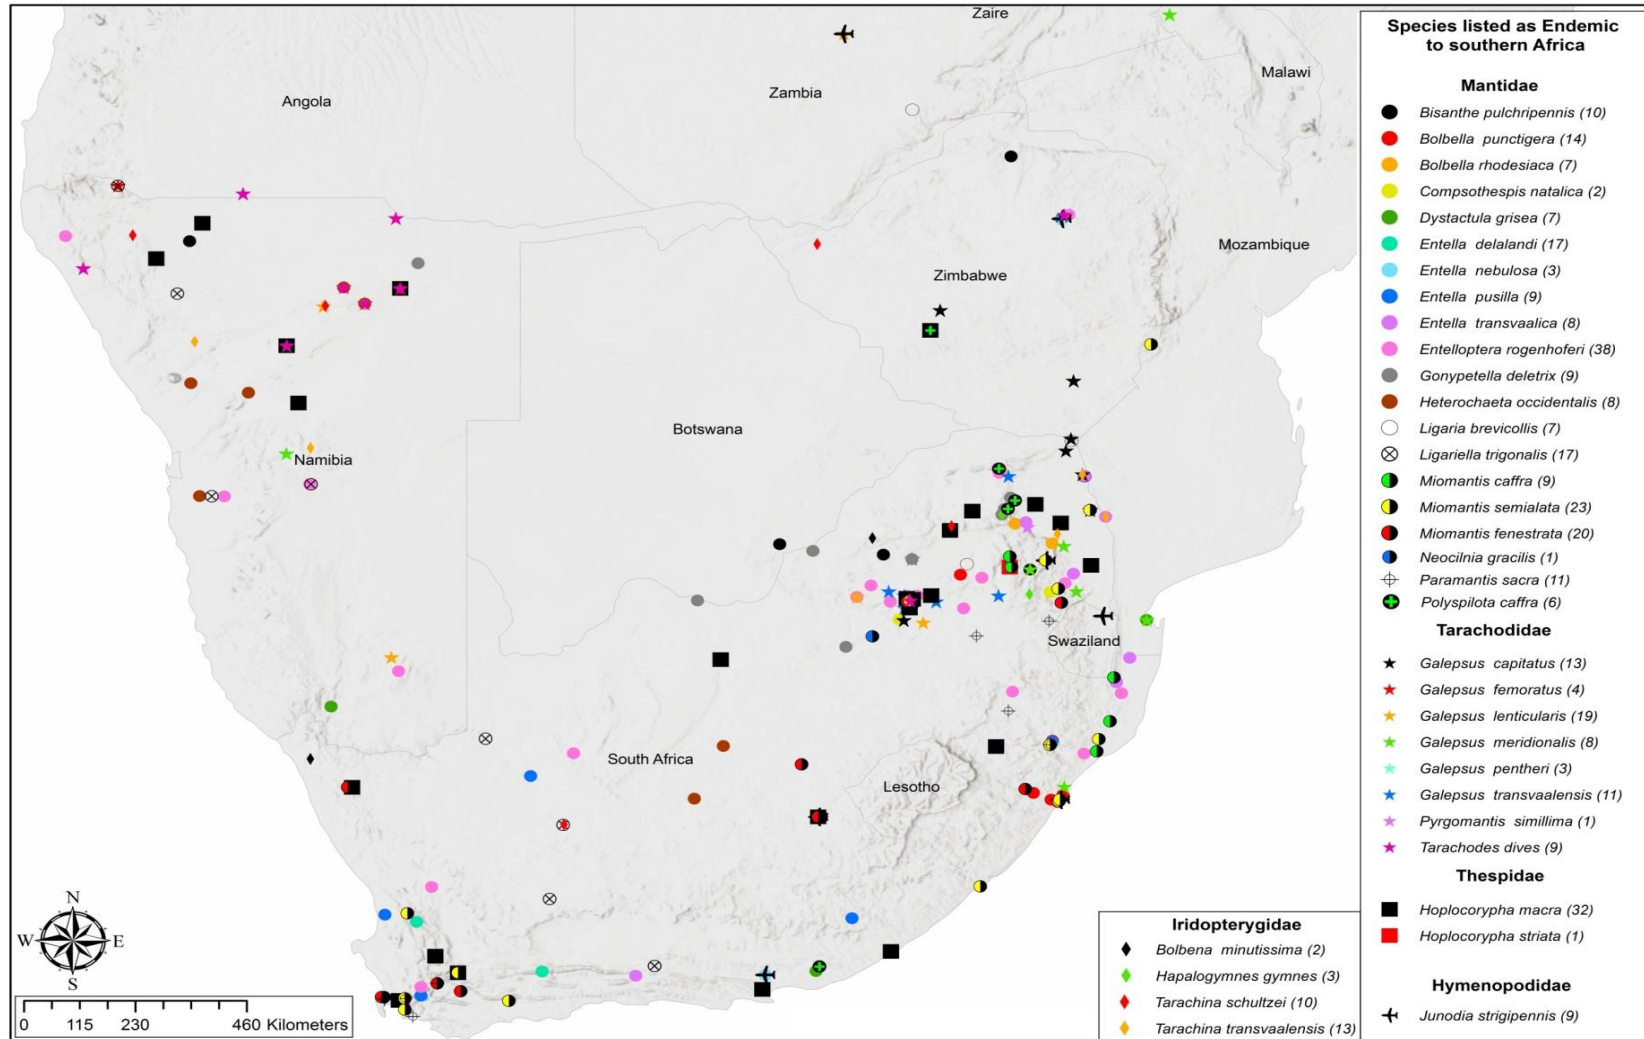 Zaire
Angola
Zambia
Malawi
Mozambique
Zimbabwe
Botswana
Namibia
Swaziland
South Africa
Lesotho
N
W E
S
0 115 230 460 Kilometers
Species listed as Endemic
to southern Africa
Mantidae
Bisanthe pulchripennis (10)
Bolbella punctigera (14)
Bolbella rhodesiaca (7)
Compsothespis natalica (2)
Dystactula grisea (7)
Entella delalandi (17)
Entella nebulosa (3)
Entella pusilla (9)
Entella transvaalica (8)
Entelloptera rogenhoferi (38)
Gonypetella deletrix (9)
Heterochaeta occidentalis (8)
Ligaria brevicollis (7)
Ligariella trigonalis (17)
Miomantis caffra (9)
Miomantis semialata (23)
Miomantis fenestrata (20)
Neocilnia gracilis (1)
Paramantis sacra (11)
Polyspilota caffra (6)
Tarachodidae
Galepsus capitatus (13)
Galepsus femoratus (4)
Galepsus lenticularis (19)
Galepsus meridionalis (8)
Galepsus pentheri (3)
Galepsus transvaalensis (11)
Pyrgomantis simillima (1)
Tarachodes dives (9)
Thespidae
Hoplocorypha macra (32)
Hoplocorypha striata (1)
Hymenopodidae
Junodia strigipennis (9)
Iridopterygidae
Bolbena minutissima (2)
Hapalogymnes gymnes (3)
Tarachina schultzei (10)
Tarachina transvaalensis (13)